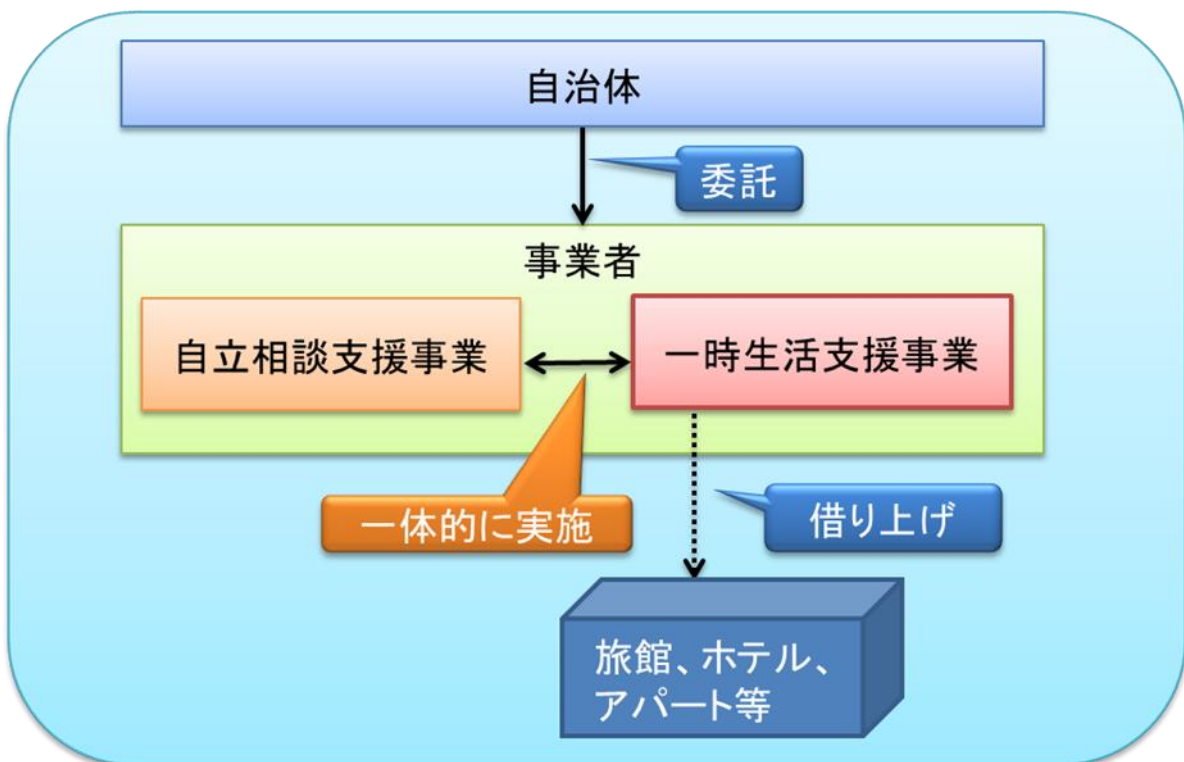 自治体
委託
事業者
自立相談支援事業
一時生活支援事業
一体的に実施
借り上げ
旅館、ホテル、
アパート等